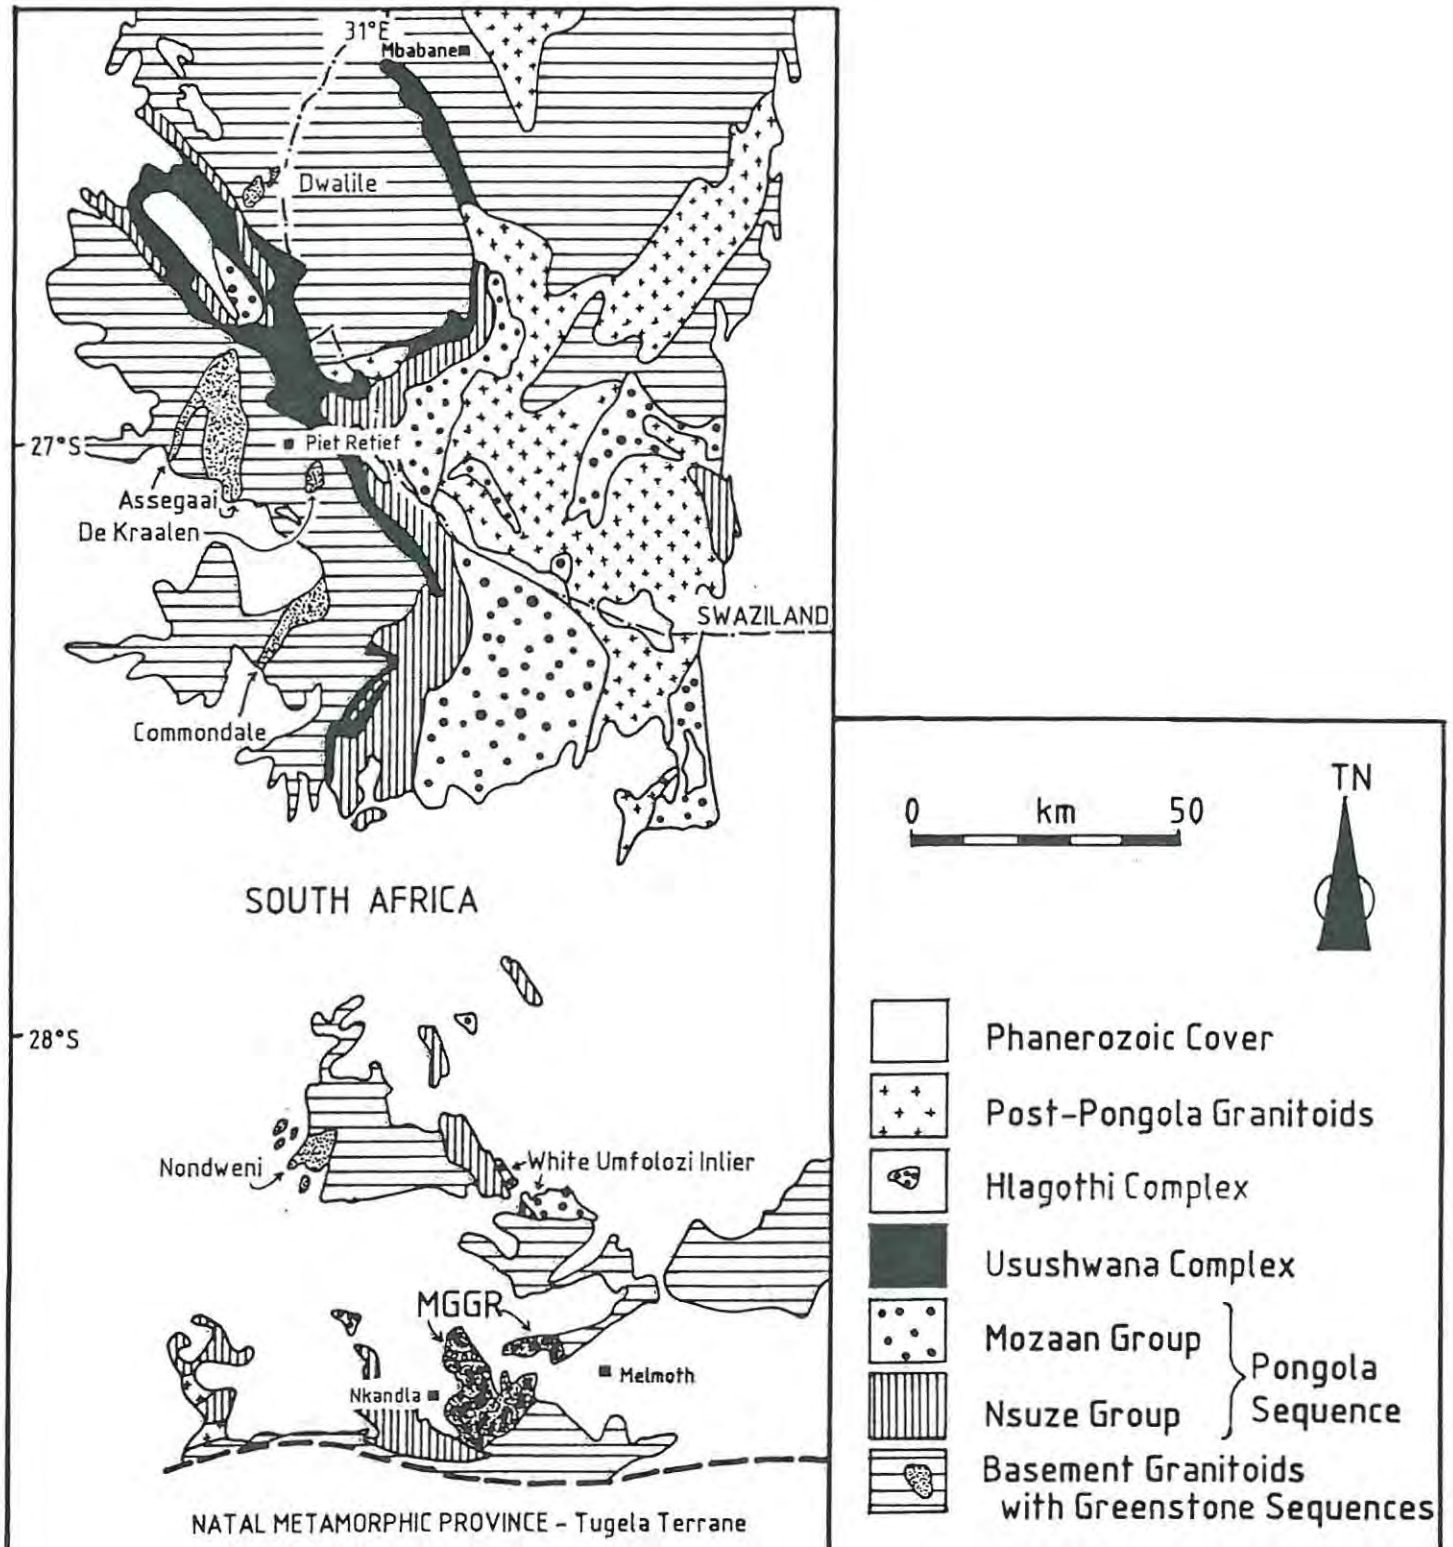 31°E
Mbabane
Dwalile
27°S
Piet Retief
Assegaai
De Kraalen
SWAZILAND
Commondale
SOUTH AFRICA
28°S
Nondweni
White Umfolozi Inlier
MGGR
Melmoth
Nkandla
NATAL METAMORPHIC PROVINCE - Tugela Terrane
0 km 50
TN
Phanerozoic Cover
Post-Pongola Granitoids
Hlagothi Complex
Usushwana Complex
Mozaan Group
Pongola
Sequence
Nsuze Group
Basement Granitoids
with Greenstone Sequences